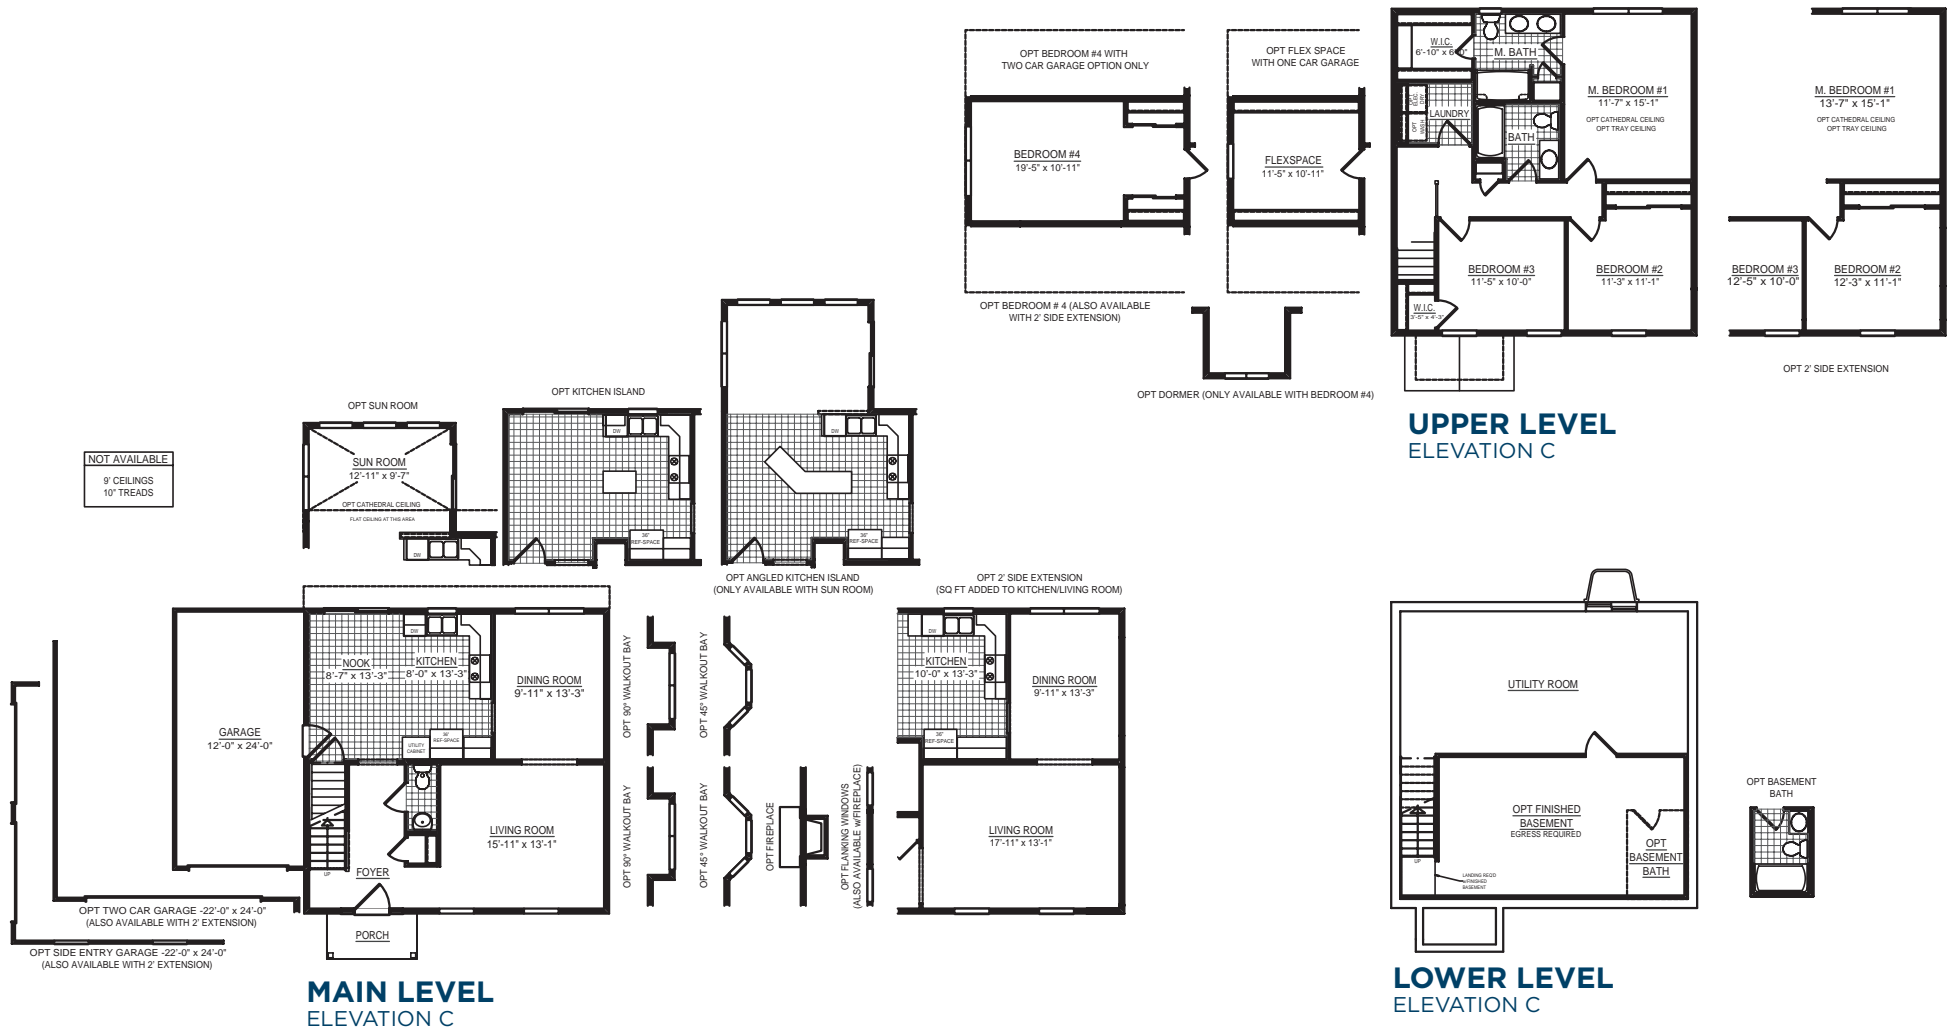 OPT BEDROOM #4 WITH
TWO CAR GARAGE OPTION ONLY
BEDROOM #4
19'-5" x 10'-11"
OPT BEDROOM # 4 (ALSO AVAILABLE
WITH 2' SIDE EXTENSION)
OPT FLEX SPACE
WITH ONE CAR GARAGE
FLEXSPACE
11'-5" x 10'-11"
OPT DORMER (ONLY AVAILABLE WITH BEDROOM #4)
W.I.C.
6'-10" x 6'-0"
M. BATH
M. BEDROOM #1
11'-7" x 15'-1"
OPT CATHEDRAL CEILING
OPT TRAY CEILING
OPT
ELEC.
DRY
OPT
WASH
LAUNDRY
BATH
BEDROOM #3
11'-5" x 10'-0"
BEDROOM #2
11'-3" x 11'-1"
W.I.C.
3'-5" x 4'-3"
M. BEDROOM #1
13'-7" x 15'-1"
OPT CATHEDRAL CEILING
OPT TRAY CEILING
BEDROOM #3
12'-5" x 10'-0"
BEDROOM #2
12'-3" x 11'-1"
OPT 2' SIDE EXTENSION
UPPER LEVEL
ELEVATION C
NOT AVAILABLE
9' CEILINGS
10" TREADS
OPT SUN ROOM
SUN ROOM
12'-11" x 9'-7"
OPT CATHEDRAL CEILING
FLAT CEILING AT THIS AREA
DW
OPT KITCHEN ISLAND
DW
36"
REF-SPACE
DW
36"
REF-SPACE
OPT ANGLED KITCHEN ISLAND
(ONLY AVAILABLE WITH SUN ROOM)
OPT 2' SIDE EXTENSION
(SQ FT ADDED TO KITCHEN/LIVING ROOM)
GARAGE
12'-0" x 24'-0"
NOOK
8'-7" x 13'-3"
DW
KITCHEN
8'-0" x 13'-3"
UTILITY
CABINET
36"
REF-SPACE
DINING ROOM
9'-11" x 13'-3"
LIVING ROOM
15'-11" x 13'-1"
UP
FOYER
PORCH
OPT TWO CAR GARAGE -22'-0" x 24'-0"
(ALSO AVAILABLE WITH 2' EXTENSION)
OPT SIDE ENTRY GARAGE -22'-0" x 24'-0"
(ALSO AVAILABLE WITH 2' EXTENSION)
OPT 90° WALKOUT BAY
OPT 45° WALKOUT BAY
OPT 90° WALKOUT BAY
OPT 45° WALKOUT BAY
OPT FIREPLACE
OPT FLANKING WINDOWS
(ALSO AVAILABLE w/FIREPLACE)
DW
KITCHEN
10'-0" x 13'-3"
36"
REF-SPACE
DINING ROOM
9'-11" x 13'-3"
LIVING ROOM
17'-11" x 13'-1"
MAIN LEVEL
ELEVATION C
UTILITY ROOM
OPT FINISHED
BASEMENT
EGRESS REQUIRED
OPT
BASEMENT
BATH
UP
LANDING REQ'D
w/FINISHED
BASEMENT
OPT BASEMENT
BATH
LOWER LEVEL
ELEVATION C